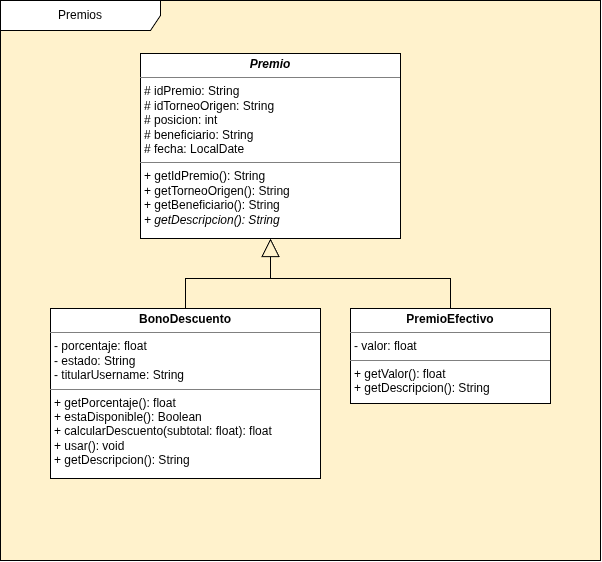 Premios
Premio
# idPremio: String
# idTorneoOrigen: String
# posicion: int
# beneficiario: String
# fecha: LocalDate
+ getIdPremio(): String
+ getTorneoOrigen(): String
+ getBeneficiario(): String
+ getDescripcion(): String
BonoDescuento
- porcentaje: float
- estado: String
- titularUsername: String
+ getPorcentaje(): float
+ estaDisponible(): Boolean
+ calcularDescuento(subtotal: float): float
+ usar(): void
+ getDescripcion(): String
PremioEfectivo
- valor: float
+ getValor(): float
+ getDescripcion(): String